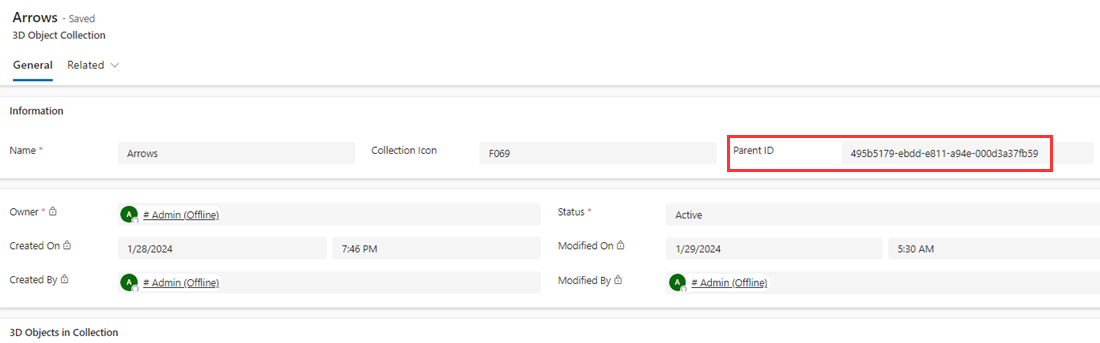 Arrows - Saved
3D Object Collection
General Related
Information
Name * Arrows Collection Icon F069 Parent ID 495b5179-ebdd-e811-a94e-000d3a37fb59
Owner * A # Admin (Offline) Status * Active
Created On 1/28/2024 7:46 PM Modified On 1/29/2024 5:30 AM
Created By A # Admin (Offline) Modified By A # Admin (Offline)
3D Objects in Collection